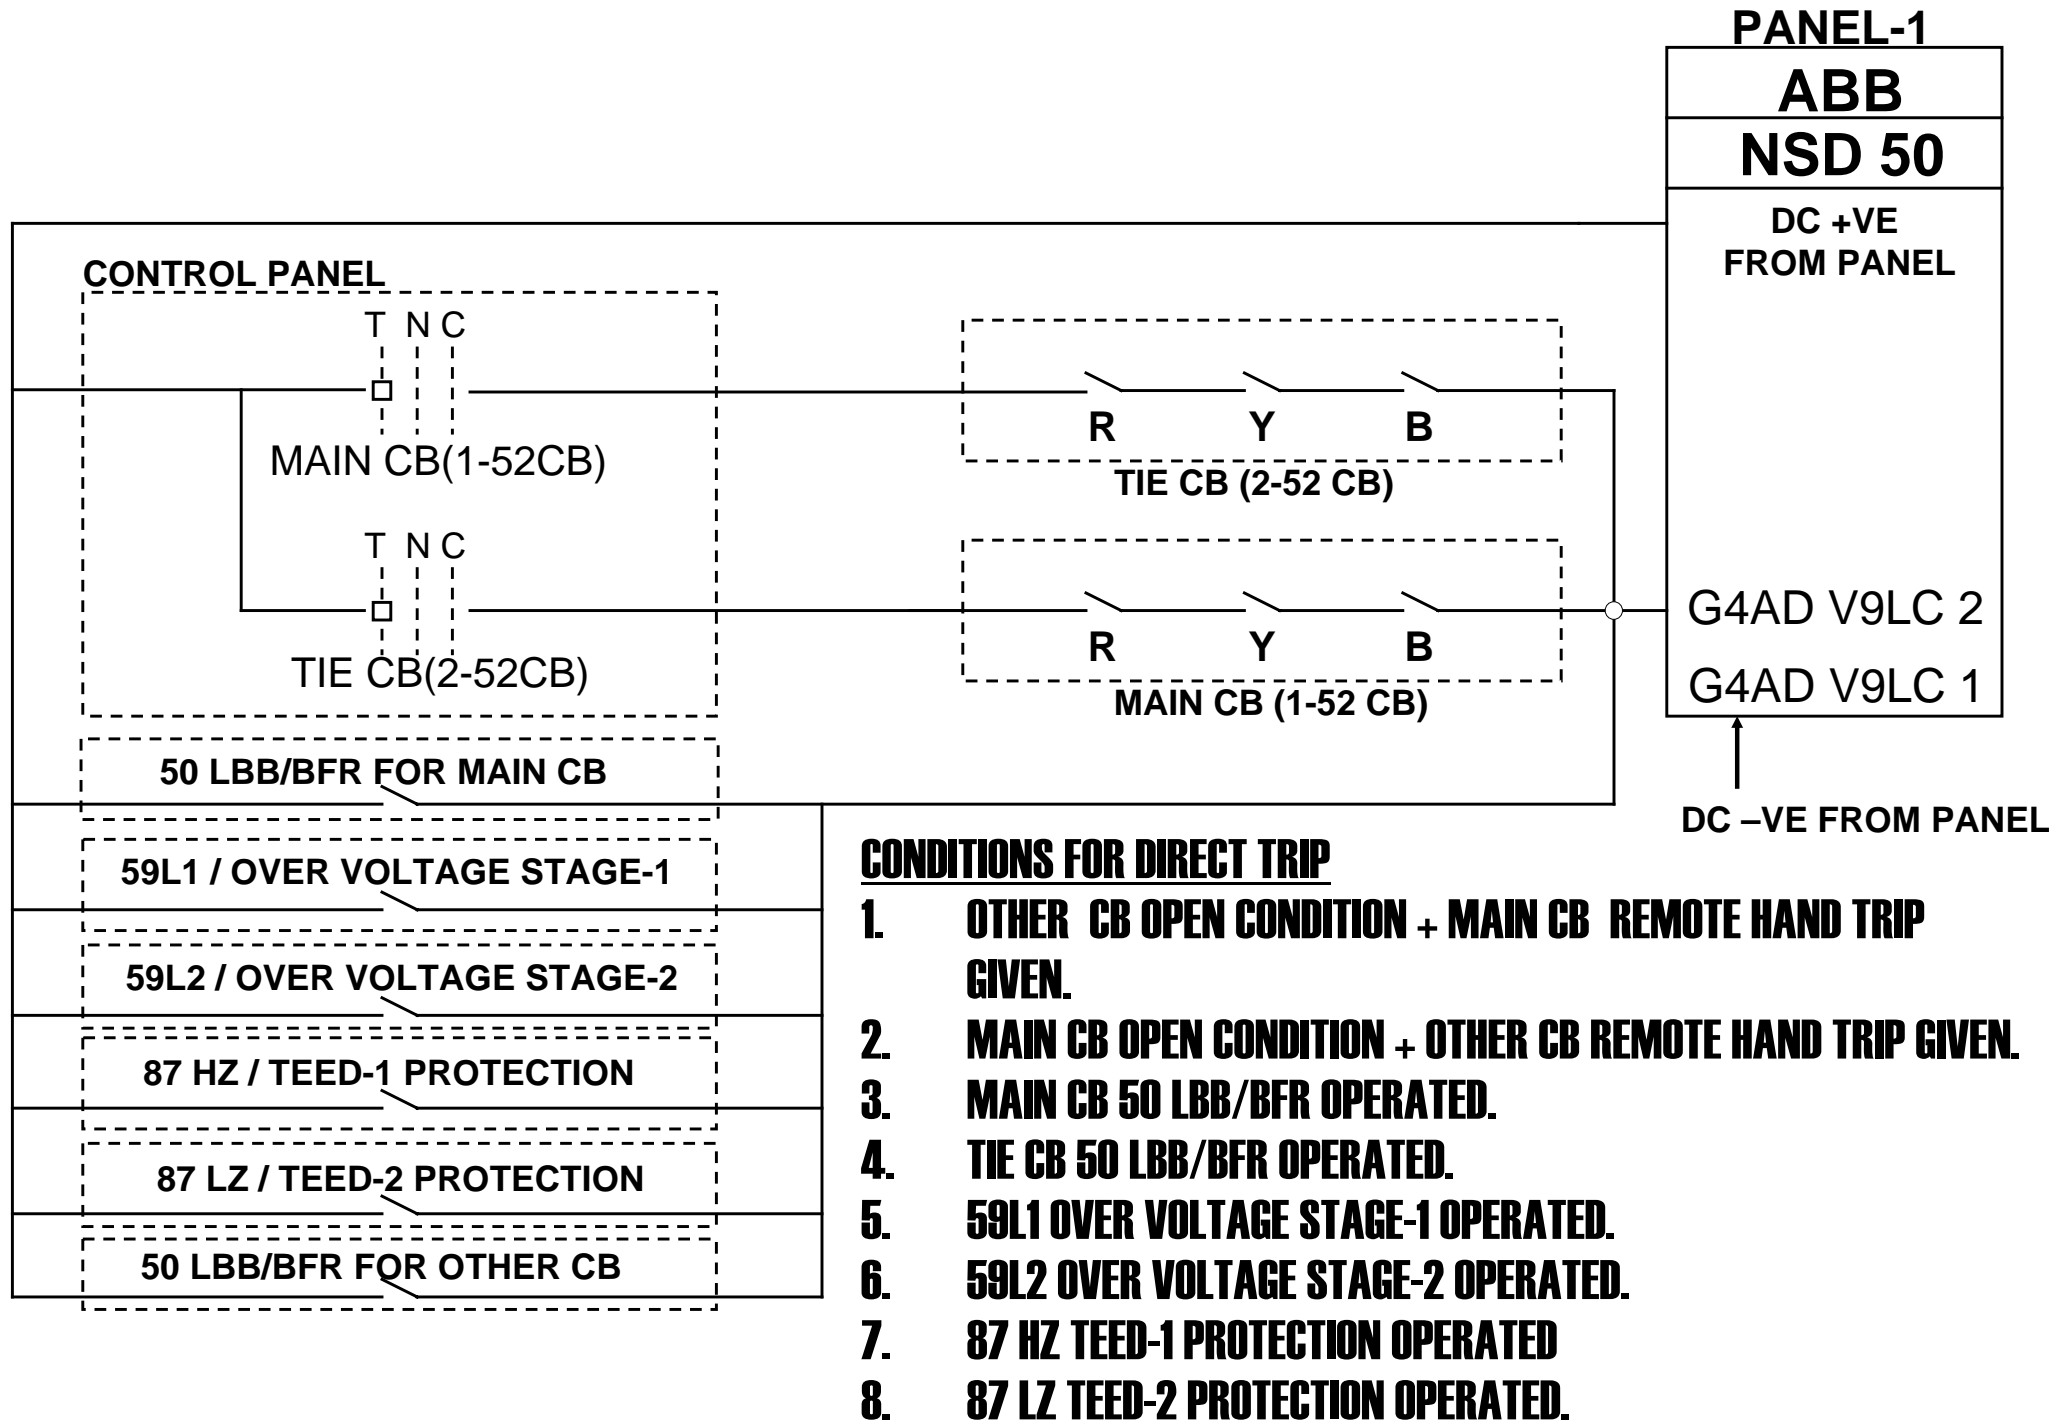 PANEL-1
ABB
NSD 50
DC +VE
FROM PANEL
CONTROL PANEL
T N C
MAIN CB(1-52CB)
R Y B
TIE CB (2-52 CB)
T N C
TIE CB(2-52CB)
R Y B
MAIN CB (1-52 CB)
G4AD V9LC 2
G4AD V9LC 1
DC –VE FROM PANEL
50 LBB/BFR FOR MAIN CB
59L1 / OVER VOLTAGE STAGE-1
59L2 / OVER VOLTAGE STAGE-2
87 HZ / TEED-1 PROTECTION
87 LZ / TEED-2 PROTECTION
50 LBB/BFR FOR OTHER CB
CONDITIONS FOR DIRECT TRIP
1. OTHER CB OPEN CONDITION + MAIN CB REMOTE HAND TRIP
GIVEN.
2. MAIN CB OPEN CONDITION + OTHER CB REMOTE HAND TRIP GIVEN.
3. MAIN CB 50 LBB/BFR OPERATED.
4. TIE CB 50 LBB/BFR OPERATED.
5. 59L1 OVER VOLTAGE STAGE-1 OPERATED.
6. 59L2 OVER VOLTAGE STAGE-2 OPERATED.
7. 87 HZ TEED-1 PROTECTION OPERATED
8. 87 LZ TEED-2 PROTECTION OPERATED.